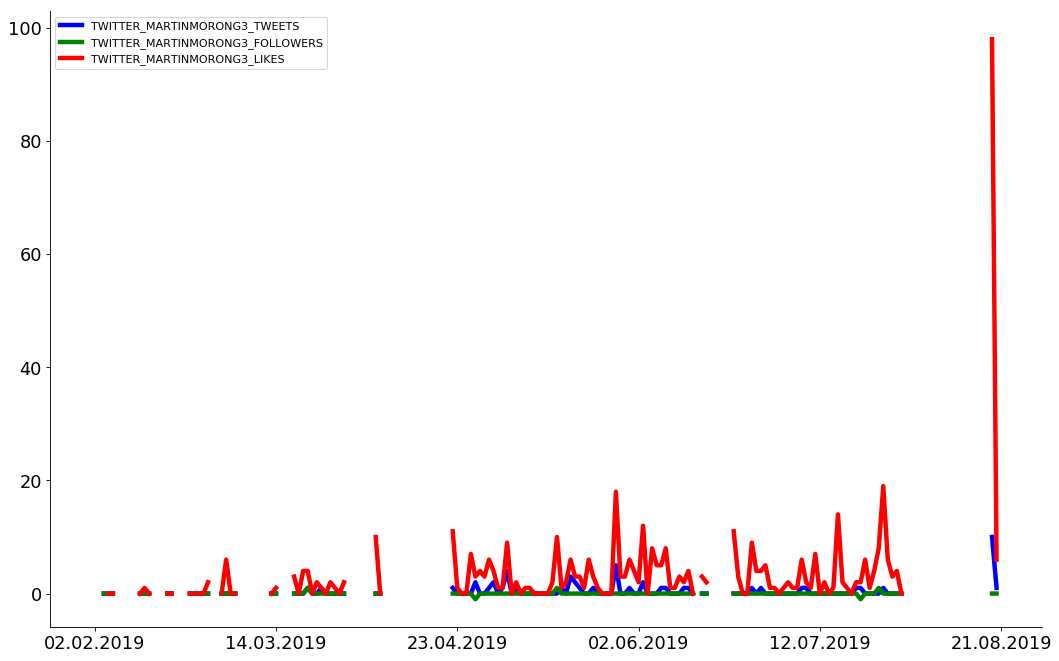 100
80
60
40
20
0
TWITTER_MARTINMORONG3_TWEETS
TWITTER_MARTINMORONG3_FOLLOWERS
TWITTER_MARTINMORONG3_LIKES
02.02.2019 14.03.2019 23.04.2019 02.06.2019 12.07.2019 21.08.2019